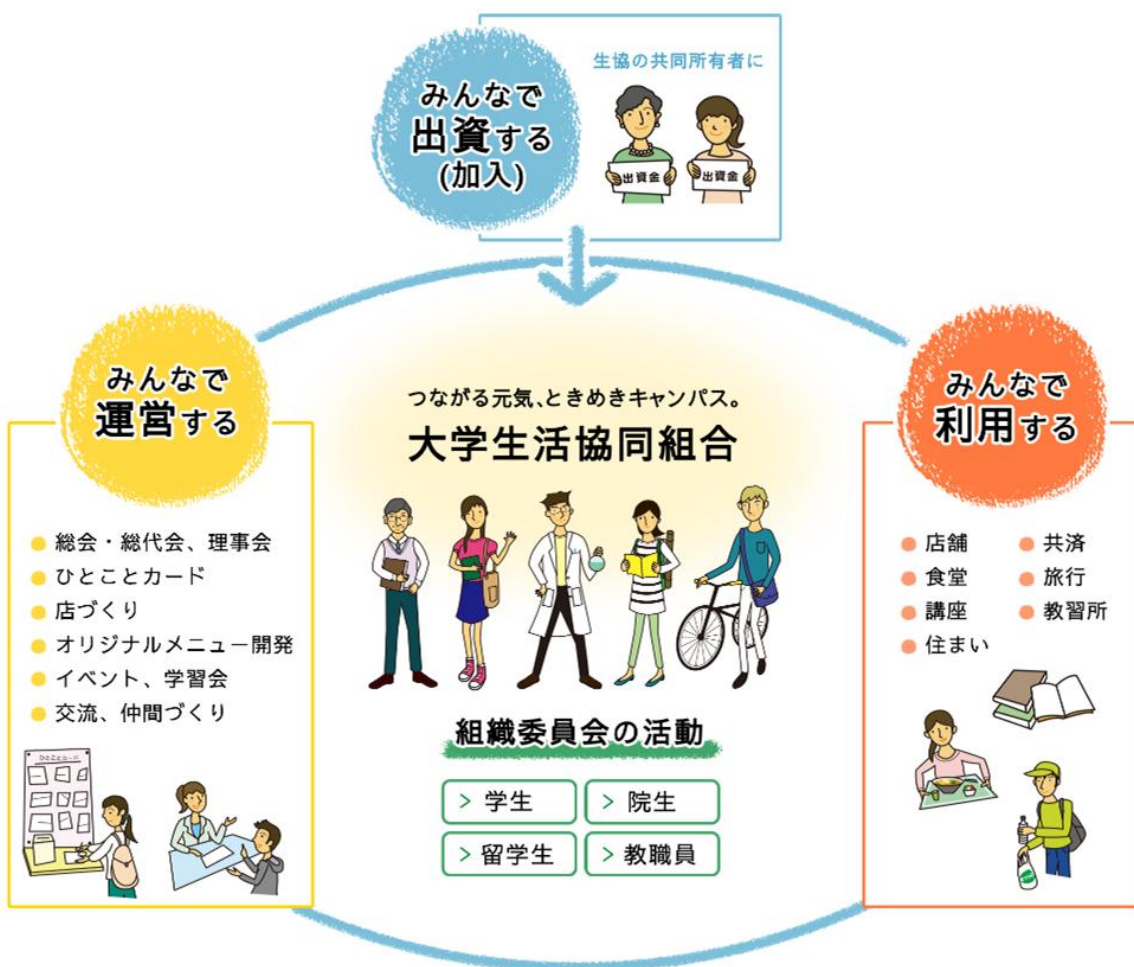 みんなで
出資する
(加入)
生協の共同所有者に
出資金
出資金
みんなで
運営する
総会・総代会、理事会
ひとことカード
店づくり
オリジナルメニュー開発
イベント、学習会
交流、仲間づくり
ひとことカード
つながる元気、ときめきキャンパス。
大学生活協同組合
組織委員会の活動
> 学生
> 院生
> 留学生
> 教職員
みんなで
利用する
店舗
共済
食堂
旅行
講座
教習所
住まい